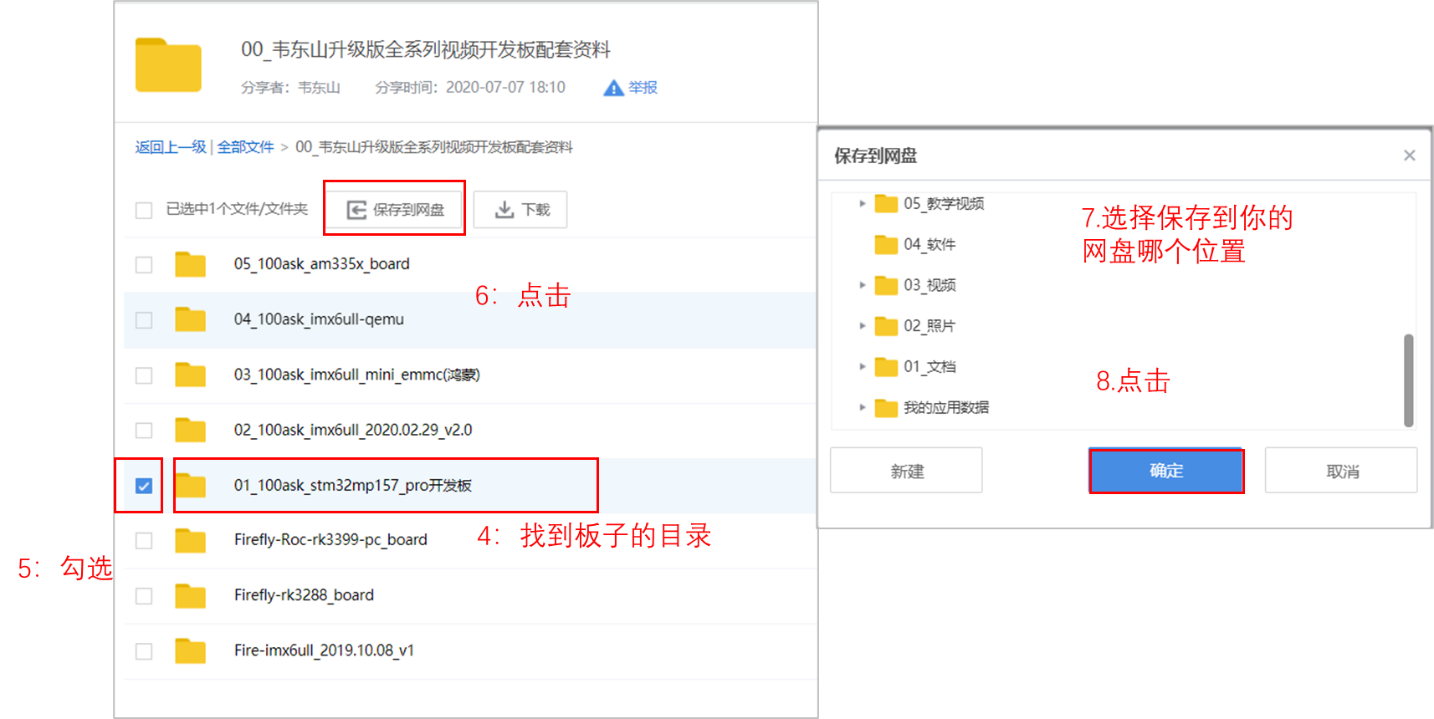 00_韦东山升级版全系列视频开发板配套资料
分享者：韦东山 分享时间：2020-07-07 18:10 举报
返回上一级 | 全部文件 > 00_韦东山升级版全系列视频开发板配套资料
已选中1个文件/文件夹 保存到网盘 下载
05_100ask_am335x_board
6：点击
04_100ask_imx6ull-qemu
03_100ask_imx6ull_mini_emmc(鸿蒙)
02_100ask_imx6ull_2020.02.29_v2.0
01_100ask_stm32mp157_pro开发板
4：找到板子的目录
Firefly-Roc-rk3399-pc_board
5：勾选
Firefly-rk3288_board
Fire-imx6ull_2019.10.08_v1
保存到网盘
05_教学视频
7.选择保存到你的
网盘哪个位置
04_软件
03_视频
02_照片
01_文档
8.点击
我的应用数据
新建 确定 取消